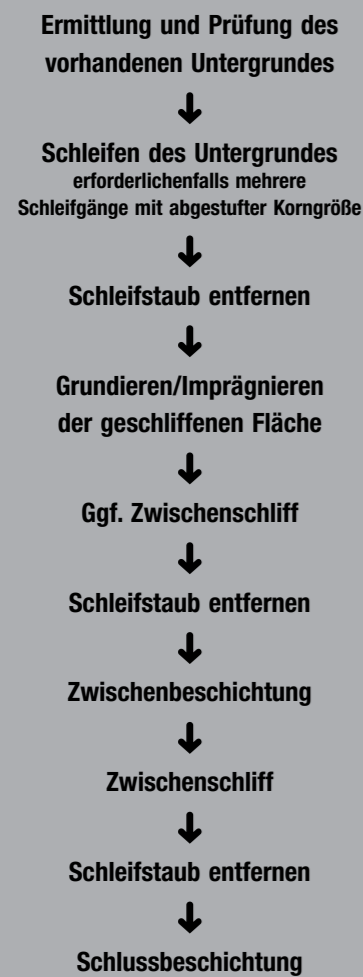 Ermittlung und Prüfung des
vorhandenen Untergrundes
Schleifen des Untergrundes
erforderlichenfalls mehrere
Schleifgänge mit abgestufter Korngröße
Schleifstaub entfernen
Grundieren/Imprägnieren
der geschliffenen Fläche
Ggf. Zwischenschliff
Schleifstaub entfernen
Zwischenbeschichtung
Zwischenschliff
Schleifstaub entfernen
Schlussbeschichtung